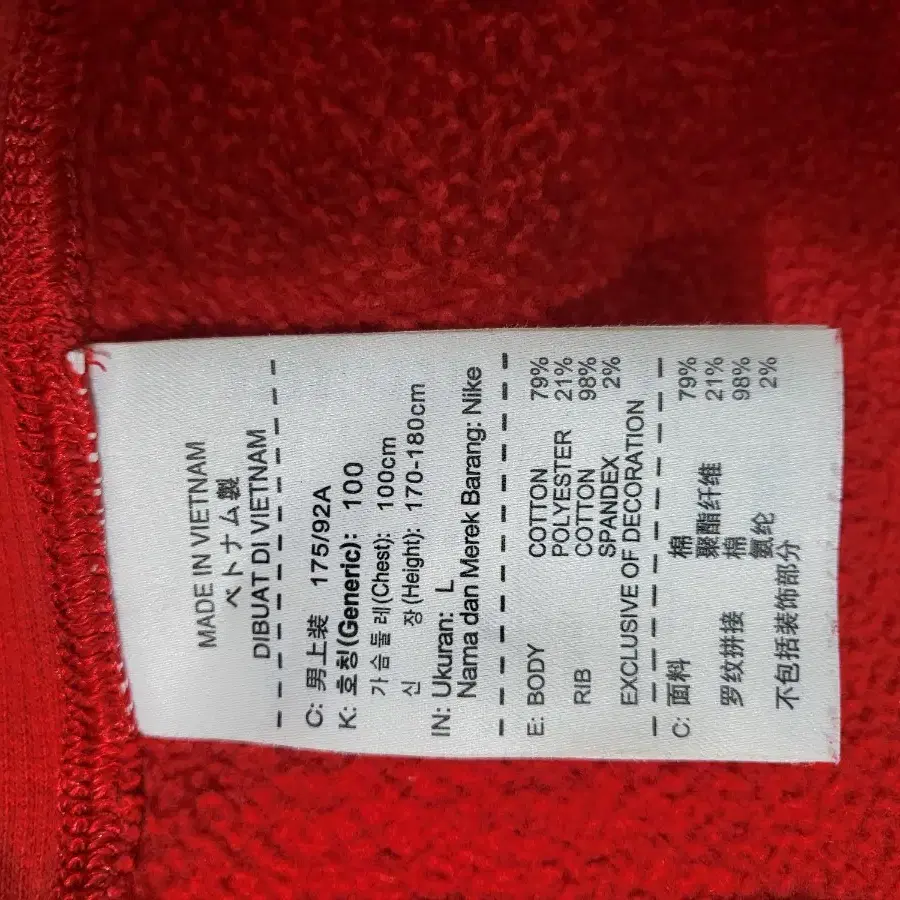 MADE IN VIETNAM
ベトナム製
DIBUAT DI VIETNAM
C: 男上装 175/92A
K: 호칭(Generic): 100
가슴둘레(Chest): 100cm
신 장(Height): 170-180cm
IN: Ukuran: L
Nama dan Merek Barang: Nike
E: BODY COTTON 79%
POLYESTER 21%
RIB COTTON 98%
SPANDEX 2%
EXCLUSIVE OF DECORATION
C: 面料 棉 79%
聚酯纤维 21%
罗纹拼接 棉 98%
氨纶 2%
不包括装饰部分